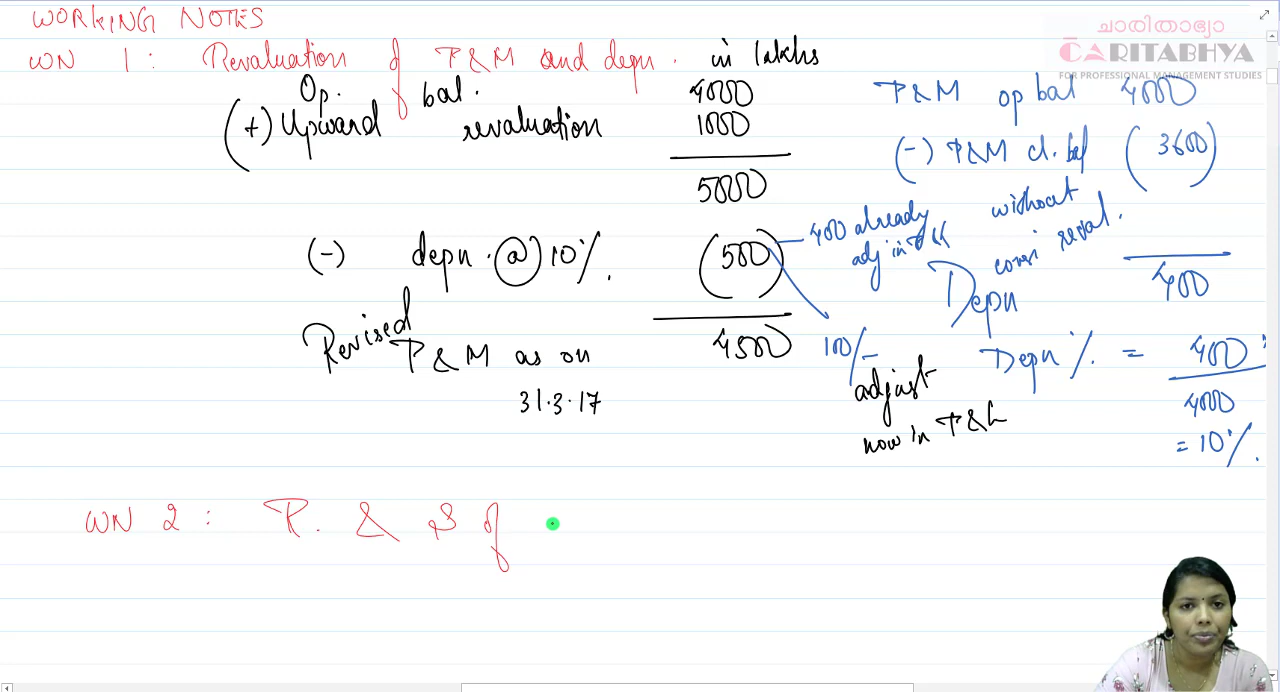 WORKING NOTES
WN 1 : Revaluation of P&M and depn. in lakhs
Op. bal. 4000
(+) Upward revaluation 1000
5000
(-) depn. @ 10%. (500)
Revised P&M as on 31.3.17 4500
400 already adj in P&L
100/- adjust now in P&L
P&M op bal 4000
(-) P&M cl. bal (3600)
without consi reval.
Depn 400
Depn % = 400
4000
= 10%.
WN 2 : R. & S of
ചാരിതാഭ്യാ
CARITABHYA
FOR PROFESSIONAL MANAGEMENT STUDIES